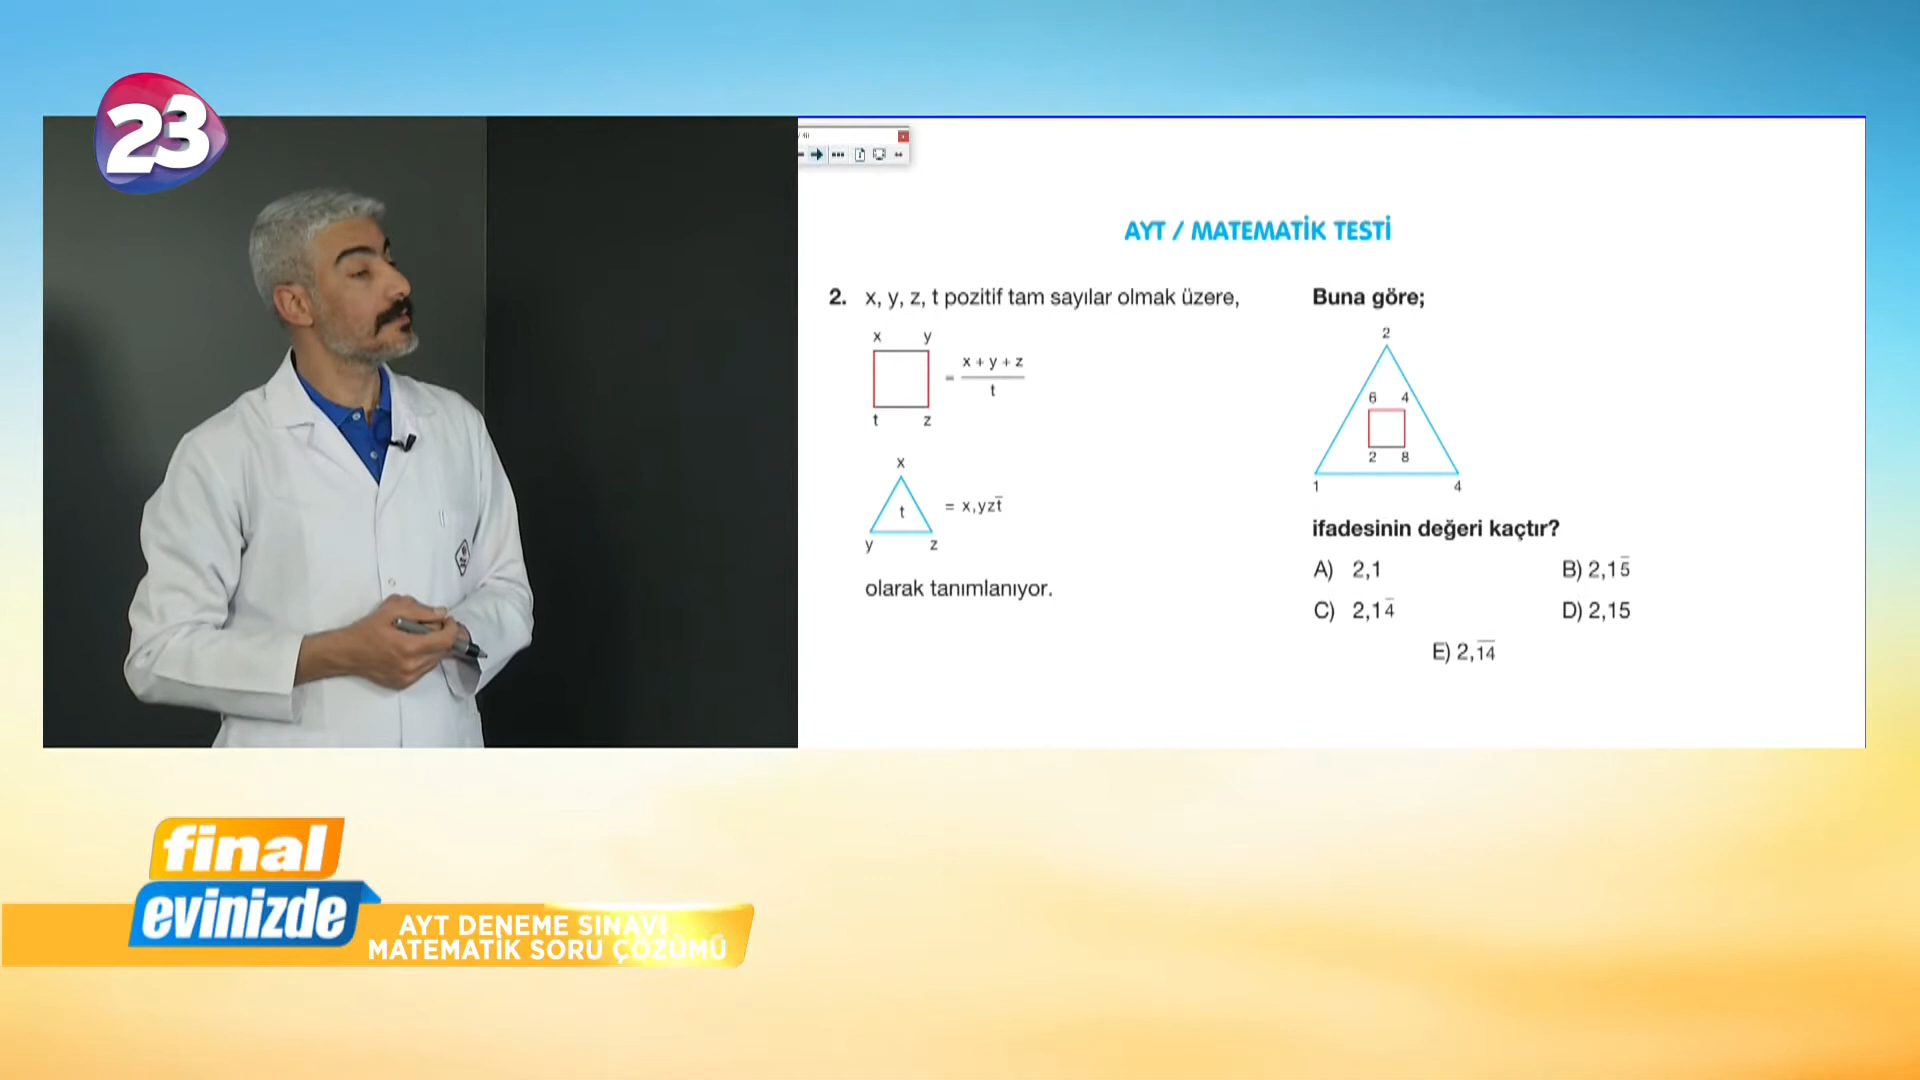 23
AYT / MATEMATİK TESTİ
2. x, y, z, t pozitif tam sayılar olmak üzere,
x y
= x + y + z
t
t z
x
t = x,yzt̅
y z
olarak tanımlanıyor.
Buna göre;
2
6 4
2 8
1 4
ifadesinin değeri kaçtır?
A) 2,1 B) 2,15̅
C) 2,14̅ D) 2,15
E) 2,1̅4̅
final
evinizde
AYT DENEME SINAVI
MATEMATİK SORU ÇÖZÜMÜ